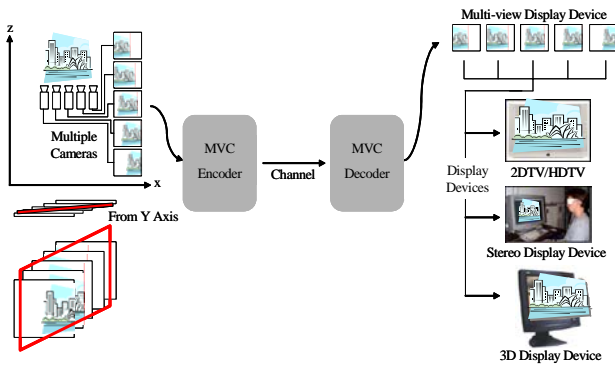 Z
Multiple
Cameras
x
From Y Axis
MVC
Encoder
Channel
MVC
Decoder
Multi-view Display Device
Display
Devices
2DTV/HDTV
Stereo Display Device
3D Display Device